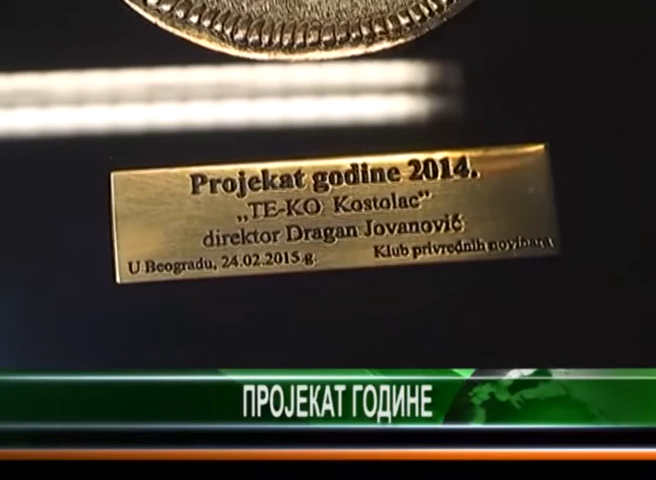 Projekat godine 2014.
„TE-KO Kostolac"
direktor Dragan Jovanović
U Beogradu, 24.02.2015.g. Klub privrednih novinara
ПРОЈЕКАТ ГОДИНЕ